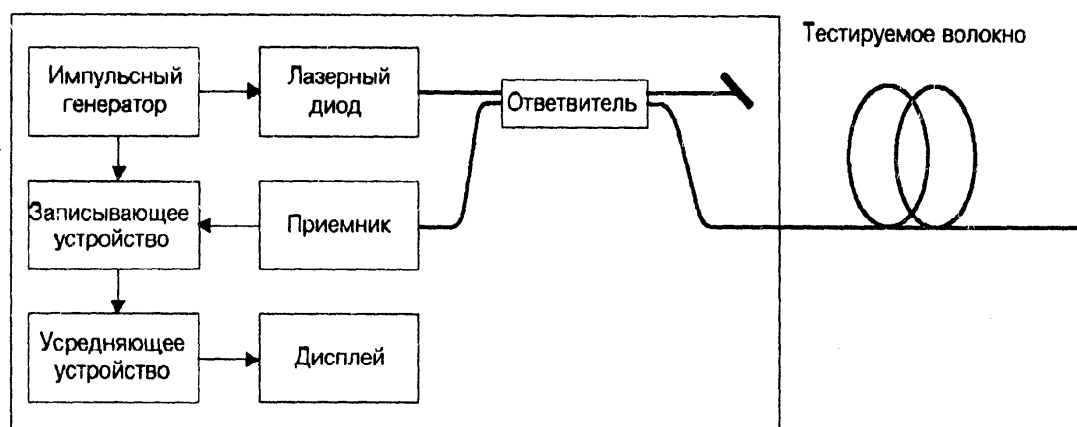 Тестируемое волокно
Импульсный
генератор
Лазерный
диод
Ответвитель
Записывающее
устройство
Приемник
Усредняющее
устройство
Дисплей